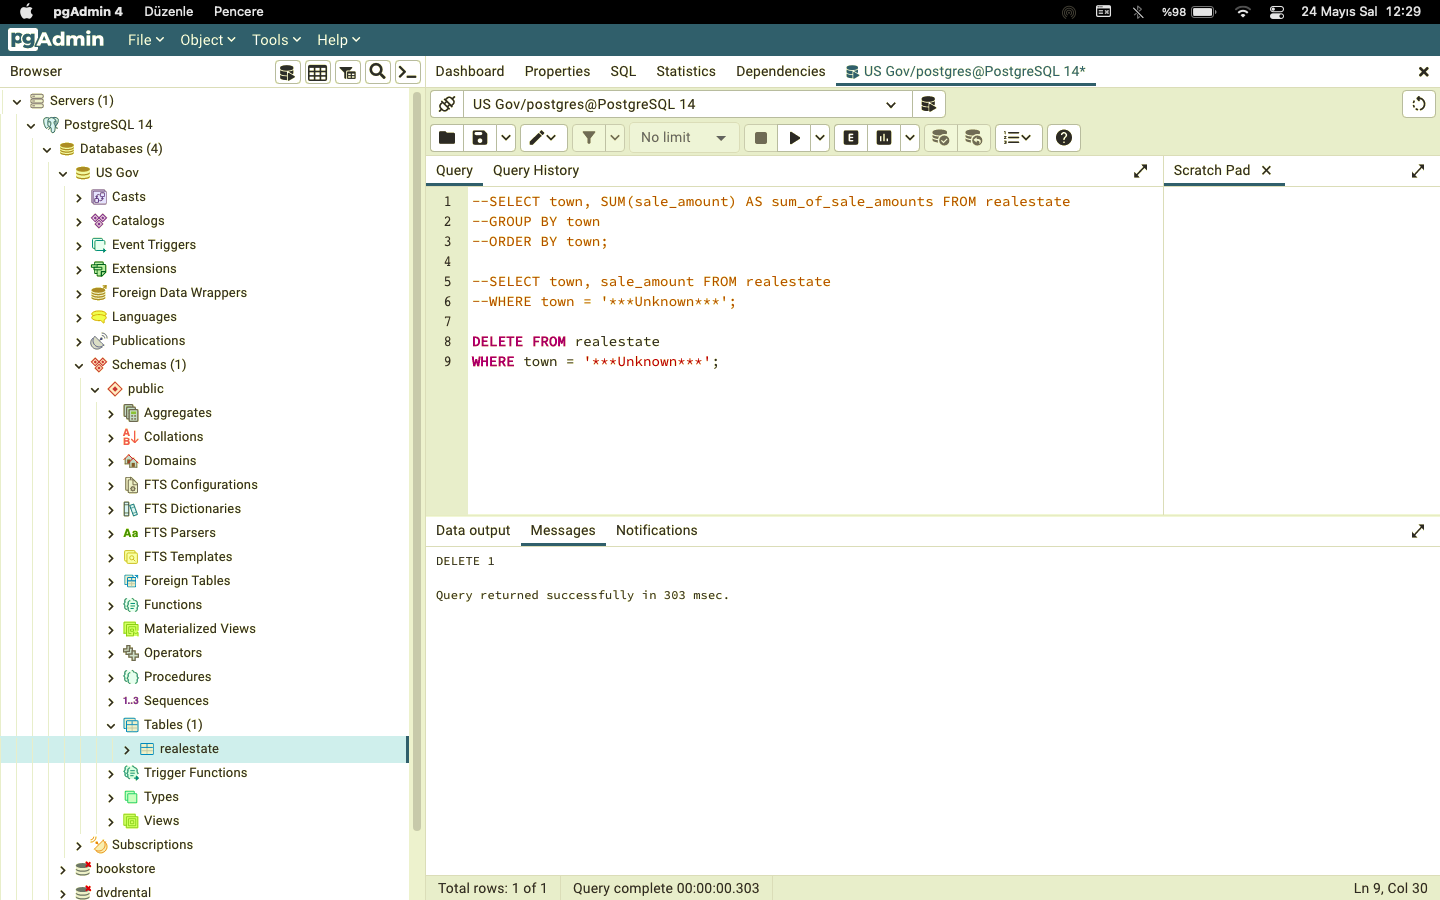 pgAdmin 4 Düzenle Pencere %98 24 Mayıs Sal 12:29
pgAdmin File Object Tools Help
Browser
Dashboard Properties SQL Statistics Dependencies US Gov/postgres@PostgreSQL 14*
US Gov/postgres@PostgreSQL 14
No limit
E
Query Query History
Scratch Pad
1 --SELECT town, SUM(sale_amount) AS sum_of_sale_amounts FROM realestate
2 --GROUP BY town
3 --ORDER BY town;
4
5 --SELECT town, sale_amount FROM realestate
6 --WHERE town = '***Unknown***';
7
8 DELETE FROM realestate
9 WHERE town = '***Unknown***';
Servers (1)
PostgreSQL 14
Databases (4)
US Gov
Casts
Catalogs
Event Triggers
Extensions
Foreign Data Wrappers
Languages
Publications
Schemas (1)
public
Aggregates
Collations
Domains
FTS Configurations
FTS Dictionaries
Aa FTS Parsers
FTS Templates
Foreign Tables
Functions
Materialized Views
Operators
Procedures
1..3 Sequences
Tables (1)
realestate
Trigger Functions
Types
Views
Subscriptions
bookstore
dvdrental
Data output Messages Notifications
DELETE 1
Query returned successfully in 303 msec.
Total rows: 1 of 1 Query complete 00:00:00.303 Ln 9, Col 30